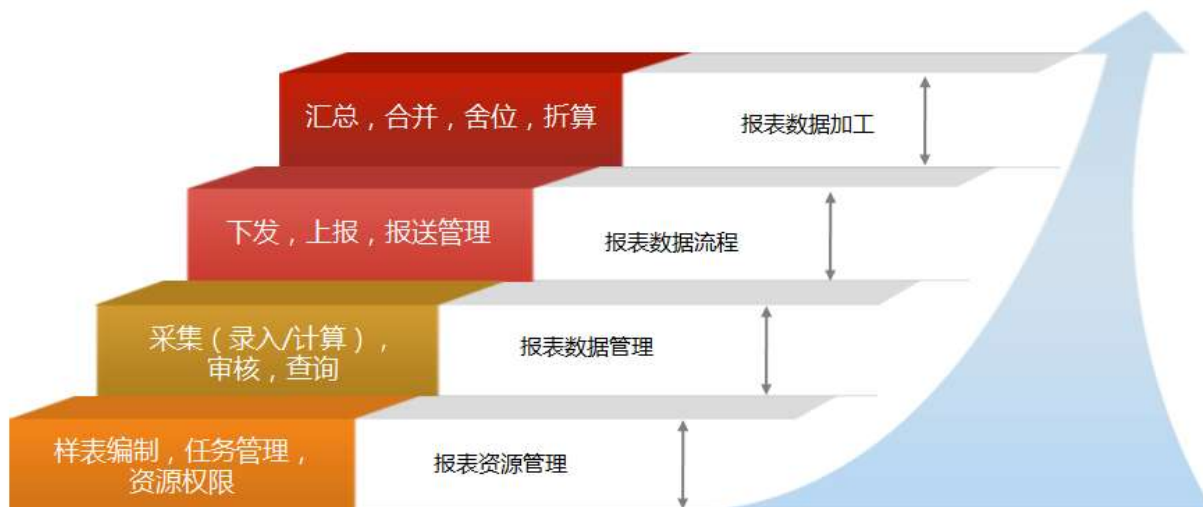 汇总，合并，舍位，折算
报表数据加工
下发，上报，报送管理
报表数据流程
采集（录入/计算），
审核，查询
报表数据管理
样表编制，任务管理，
资源权限
报表资源管理